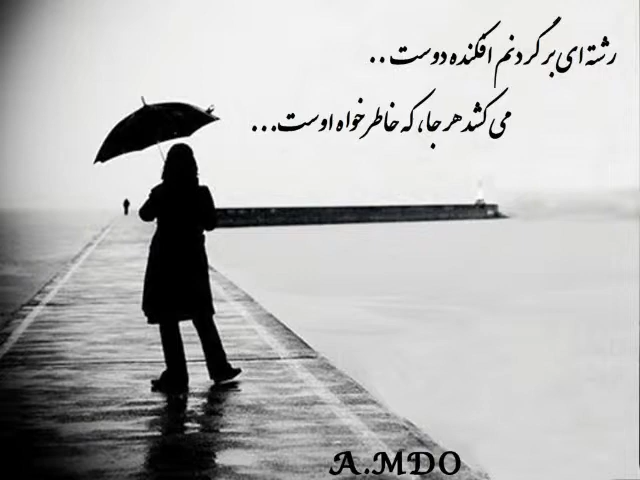 رشته ای بر گردنم افکنده دوست..
می کشد هر جا، که خاطر خواه اوست...
A.MDO